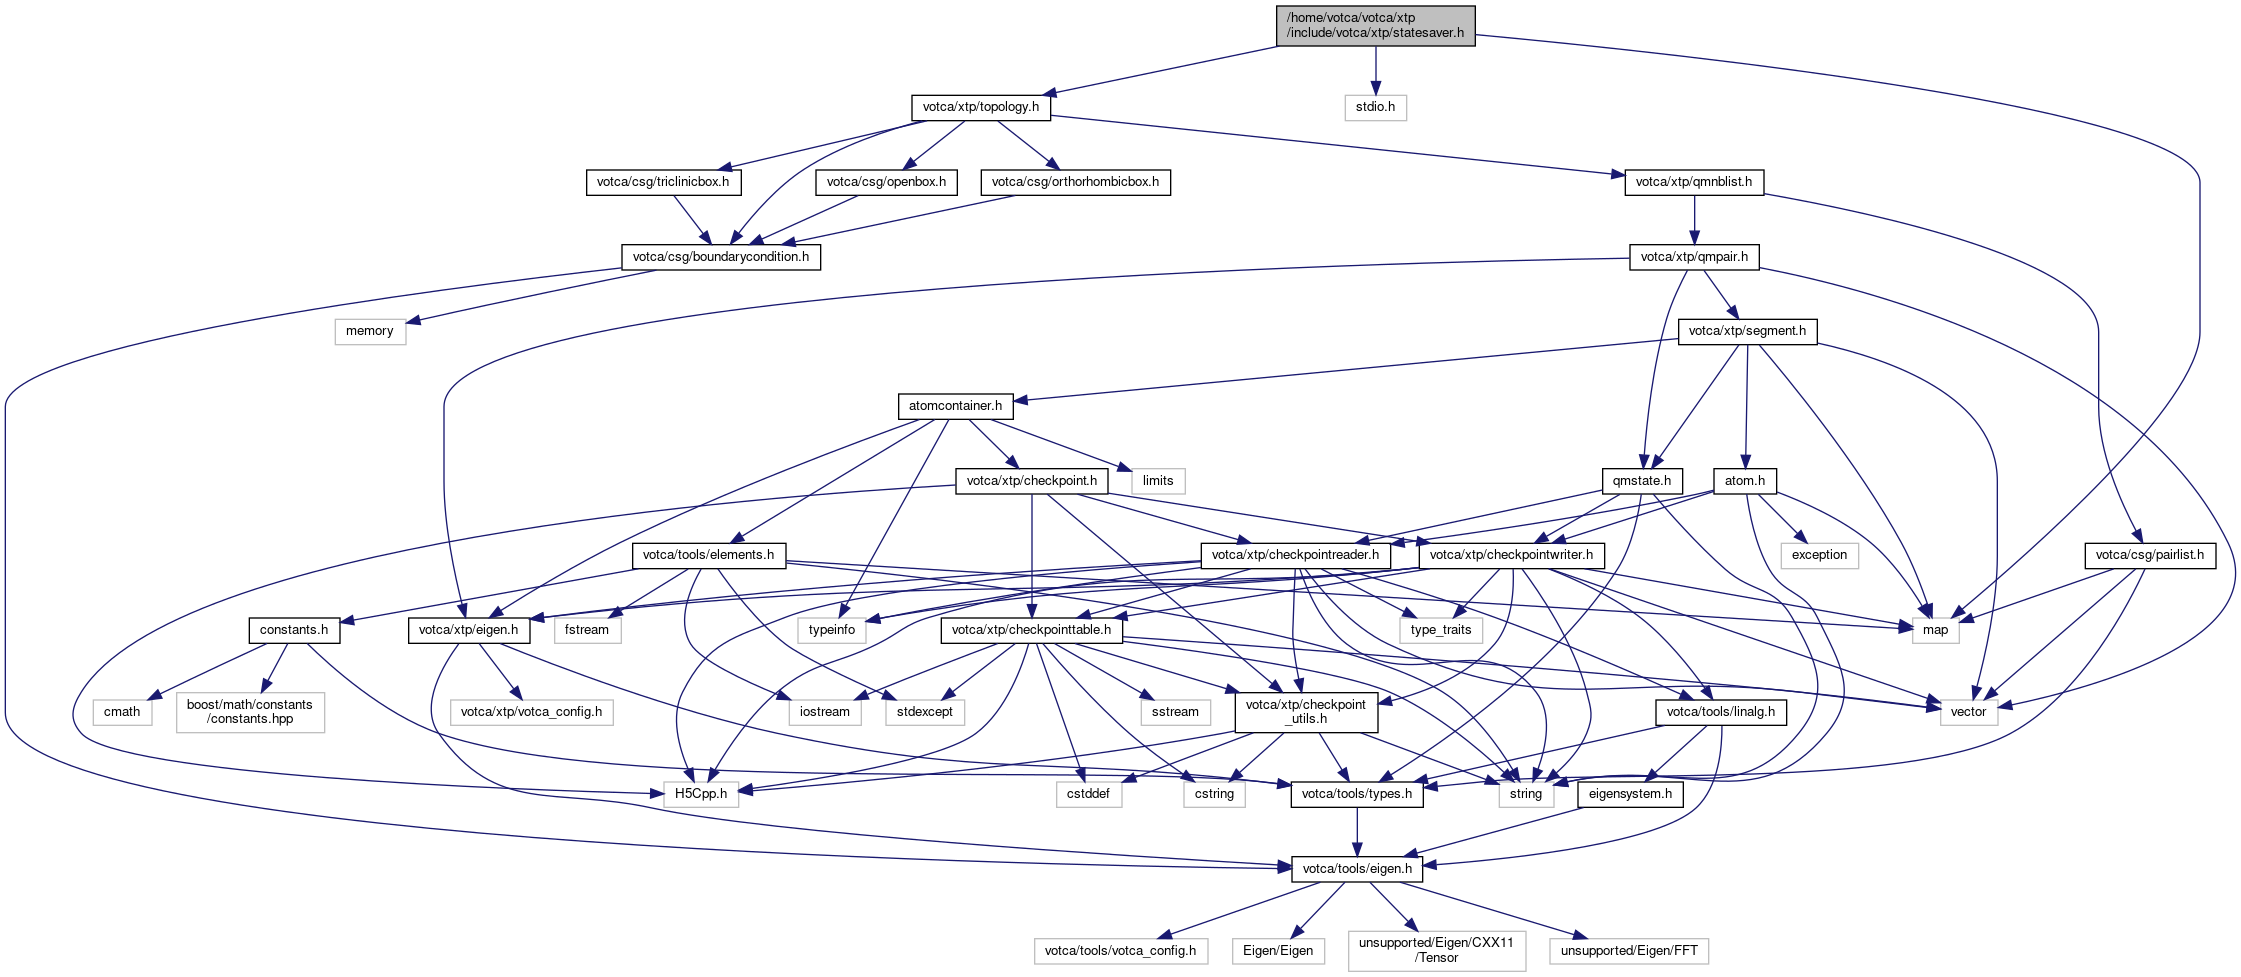 /home/votca/votca/xtp
/include/votca/xtp/statesaver.h
votca/xtp/topology.h
stdio.h
votca/csg/triclinicbox.h
votca/csg/openbox.h
votca/csg/orthorhombicbox.h
votca/xtp/qmnblist.h
votca/csg/boundarycondition.h
votca/xtp/qmpair.h
memory
votca/xtp/segment.h
atomcontainer.h
votca/xtp/checkpoint.h
limits
qmstate.h
atom.h
votca/tools/elements.h
votca/xtp/checkpointreader.h
votca/xtp/checkpointwriter.h
exception
votca/csg/pairlist.h
constants.h
votca/xtp/eigen.h
fstream
typeinfo
votca/xtp/checkpointtable.h
type_traits
map
cmath
boost/math/constants
/constants.hpp
votca/xtp/votca_config.h
iostream
stdexcept
sstream
votca/xtp/checkpoint
_utils.h
votca/tools/linalg.h
vector
H5Cpp.h
cstddef
cstring
votca/tools/types.h
string
eigensystem.h
votca/tools/eigen.h
votca/tools/votca_config.h
Eigen/Eigen
unsupported/Eigen/CXX11
/Tensor
unsupported/Eigen/FFT